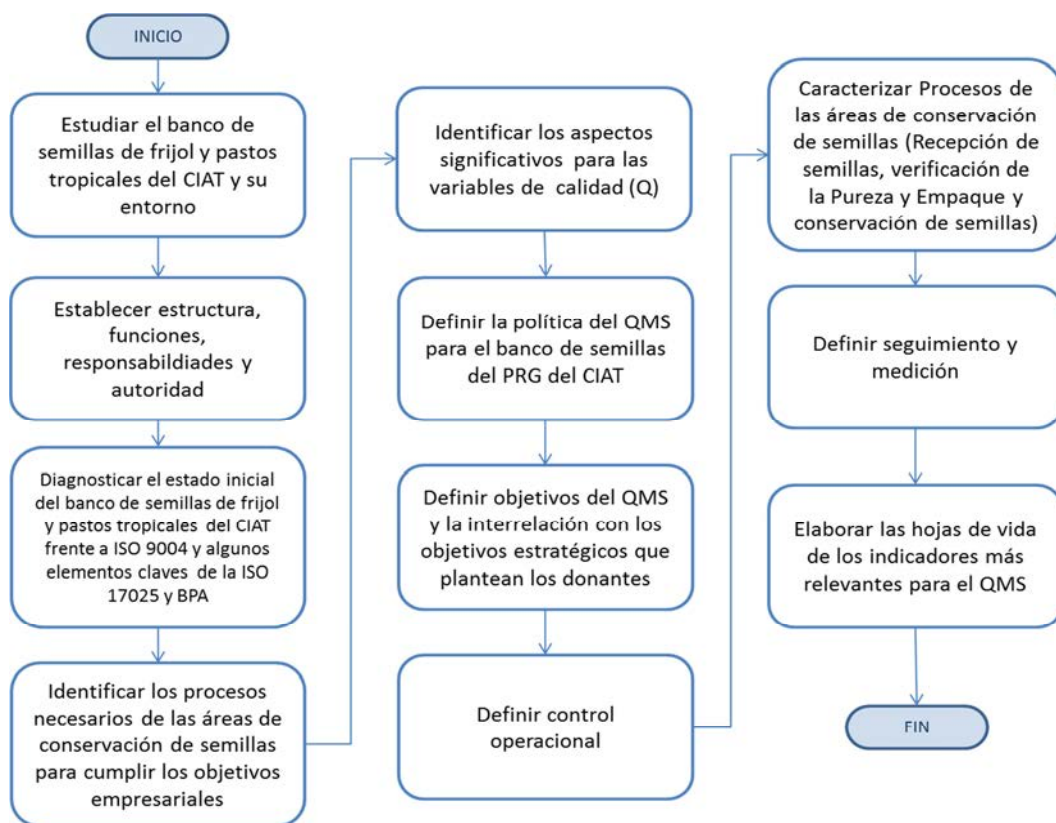 INICIO
Estudiar el banco de
semillas de frijol y pastos
tropicales del CIAT y su
entorno
Establecer estructura,
funciones,
responsabildiades y
autoridad
Diagnosticar el estado inicial
del banco de semillas de frijol
y pastos tropicales del CIAT
frente a ISO 9004 y algunos
elementos claves de la ISO
17025 y BPA
Identificar los procesos
necesarios de las áreas de
conservación de semillas
para cumplir los objetivos
empresariales
Identificar los aspectos
significativos para las
variables de calidad (Q)
Definir la política del QMS
para el banco de semillas
del PRG del CIAT
Definir objetivos del QMS
y la interrelación con los
objetivos estratégicos que
plantean los donantes
Definir control
operacional
Caracterizar Procesos de
las áreas de conservación
de semillas (Recepción de
semillas, verificación de
la Pureza y Empaque y
conservación de semillas)
Definir seguimiento y
medición
Elaborar las hojas de vida
de los indicadores más
relevantes para el QMS
FIN